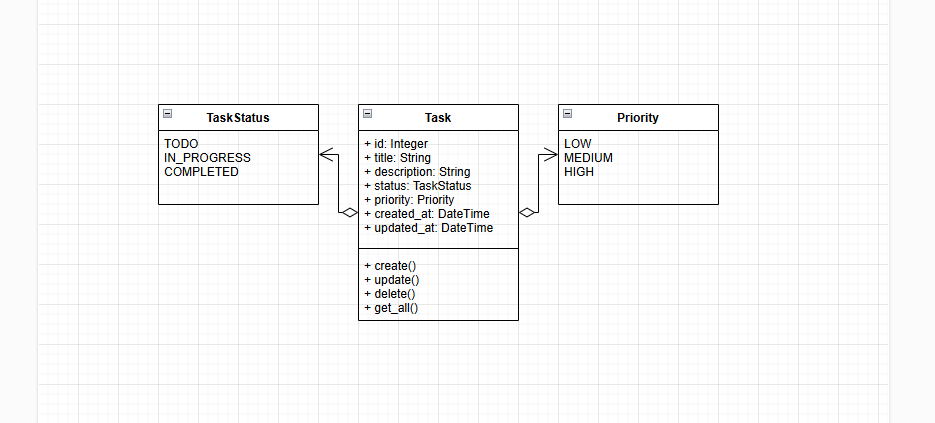 TaskStatus
TODO
IN_PROGRESS
COMPLETED
Task
+ id: Integer
+ title: String
+ description: String
+ status: TaskStatus
+ priority: Priority
+ created_at: DateTime
+ updated_at: DateTime
+ create()
+ update()
+ delete()
+ get_all()
Priority
LOW
MEDIUM
HIGH